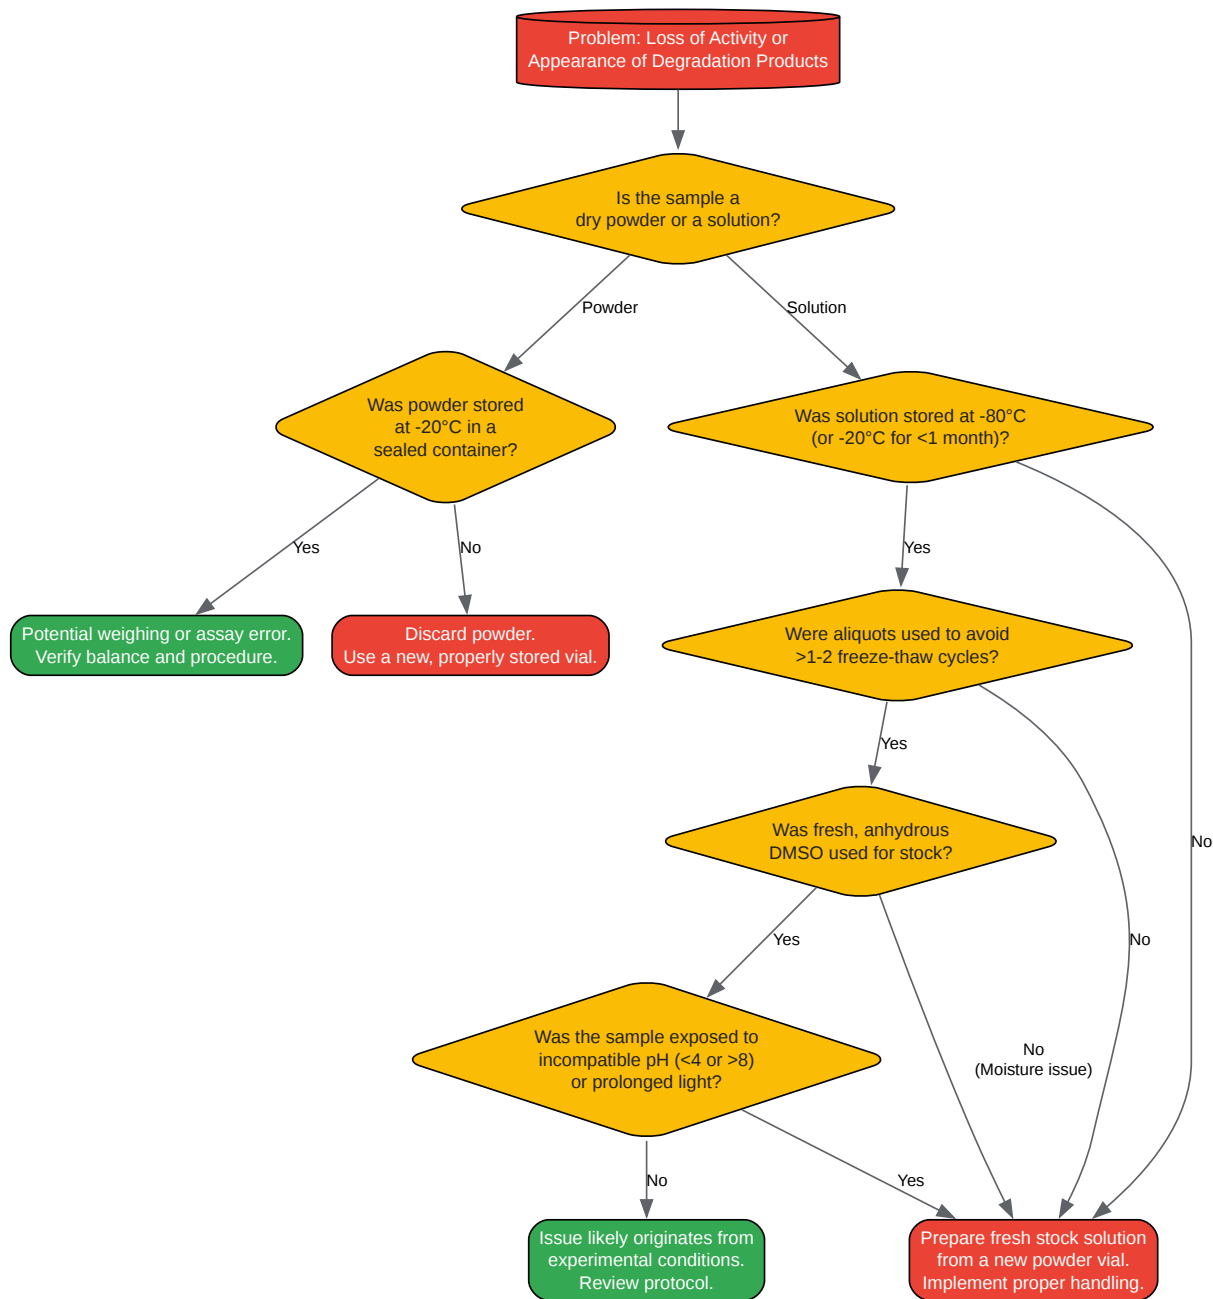 Problem: Loss of Activity or
Appearance of Degradation Products
Is the sample a
dry powder or a solution?
Powder
Solution
Was powder stored
at -20°C in a
sealed container?
Was solution stored at -80°C
(or -20°C for <1 month)?
Yes
No
Yes
Potential weighing or assay error.
Verify balance and procedure.
Discard powder.
Use a new, properly stored vial.
Were aliquots used to avoid
>1-2 freeze-thaw cycles?
Yes
Was fresh, anhydrous
DMSO used for stock?
No
Yes
No
Was the sample exposed to
incompatible pH (<4 or >8)
or prolonged light?
No
(Moisture issue)
No
Yes
Issue likely originates from
experimental conditions.
Review protocol.
Prepare fresh stock solution
from a new powder vial.
Implement proper handling.